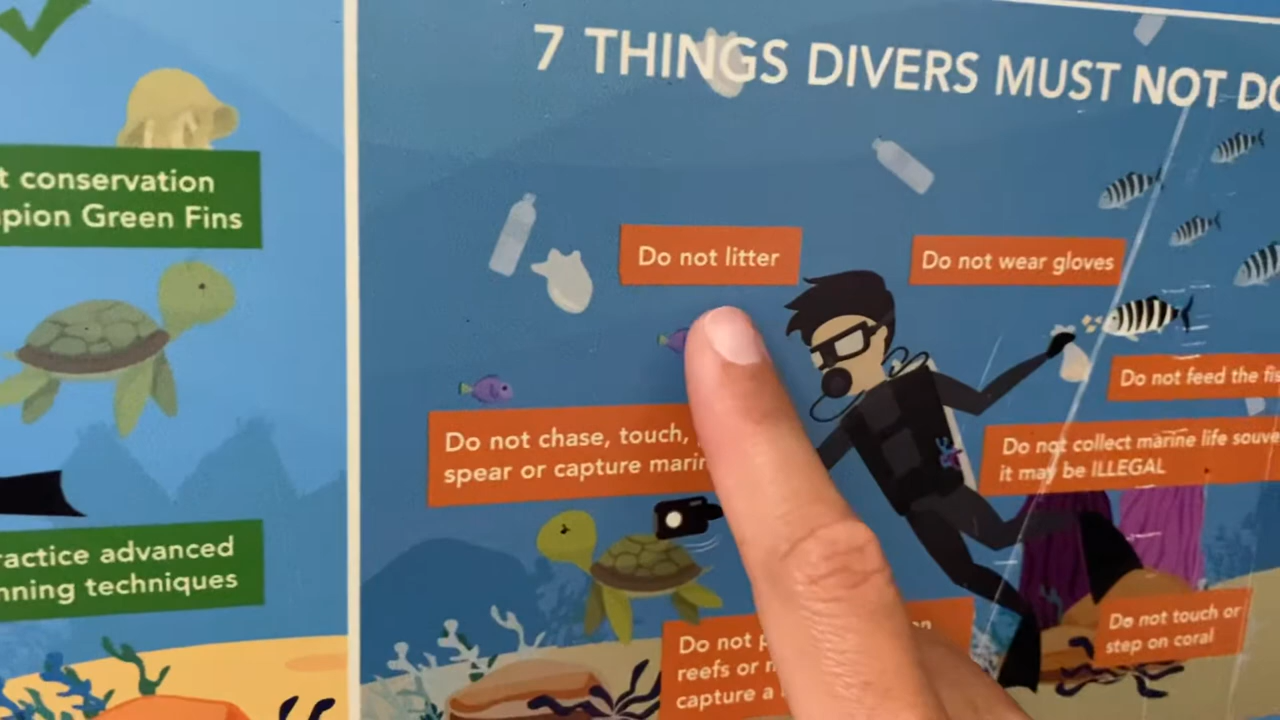 t conservation
pion Green Fins
ractice advanced
nning techniques
7 THINGS DIVERS MUST NOT DO
Do not litter
Do not wear gloves
Do not feed the fis
Do not chase, touch,
spear or capture marin
Do not collect marine life souve
it may be ILLEGAL
Do not p
reefs or
capture a
Do not touch or
step on coral